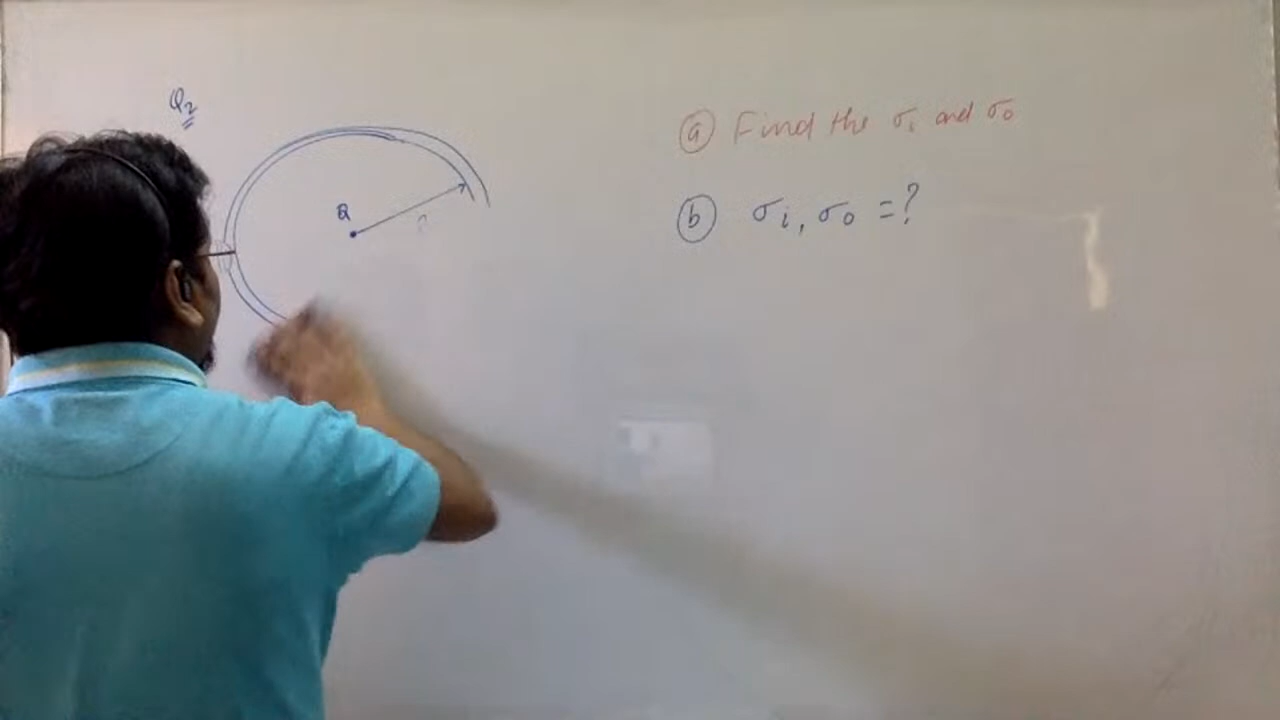 Q2
Q
(a) Find the σi and σo
(b) σi, σo =?